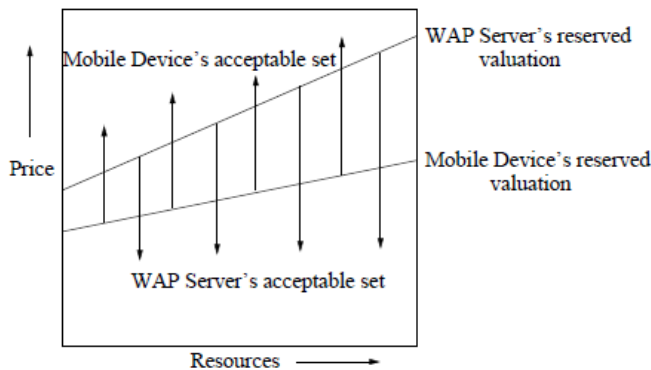 WAP Server’s reserved
valuation
Mobile Device’s acceptable set
Price
Mobile Device’s reserved
valuation
WAP Server’s acceptable set
Resources